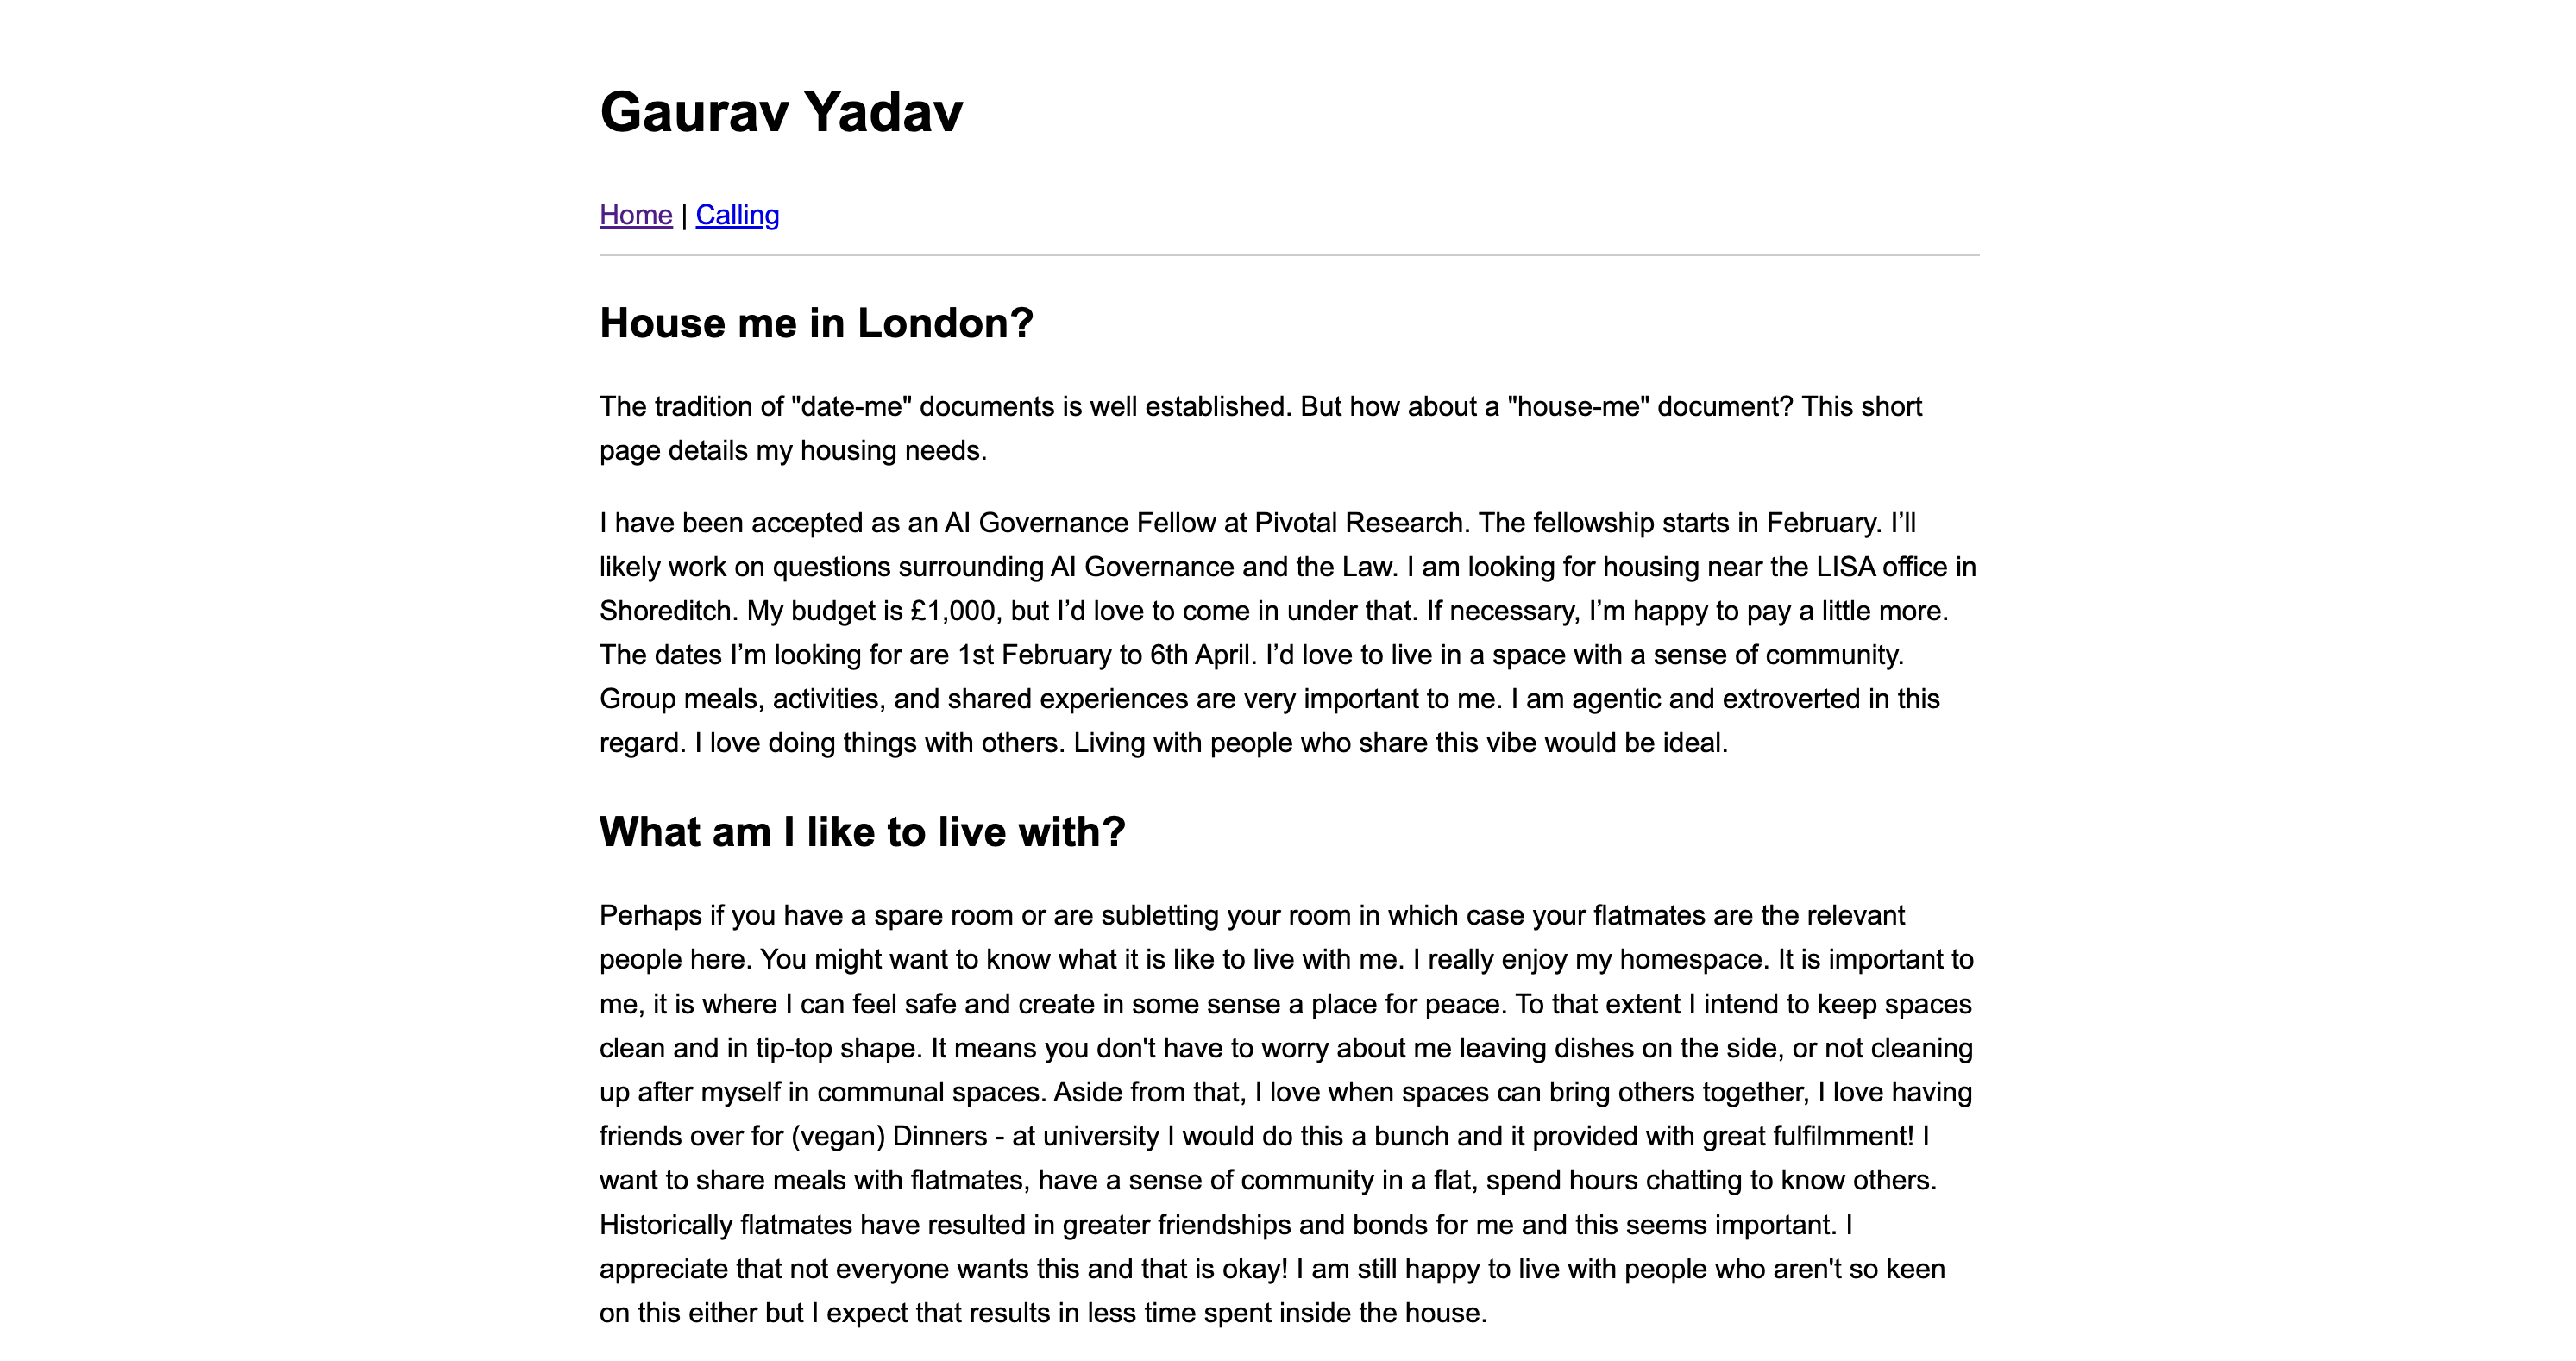 Gaurav Yadav
Home | Calling
House me in London?
The tradition of "date-me" documents is well established. But how about a "house-me" document? This short
page details my housing needs.
I have been accepted as an AI Governance Fellow at Pivotal Research. The fellowship starts in February. I’ll
likely work on questions surrounding AI Governance and the Law. I am looking for housing near the LISA office in
Shoreditch. My budget is £1,000, but I’d love to come in under that. If necessary, I’m happy to pay a little more.
The dates I’m looking for are 1st February to 6th April. I’d love to live in a space with a sense of community.
Group meals, activities, and shared experiences are very important to me. I am agentic and extroverted in this
regard. I love doing things with others. Living with people who share this vibe would be ideal.
What am I like to live with?
Perhaps if you have a spare room or are subletting your room in which case your flatmates are the relevant
people here. You might want to know what it is like to live with me. I really enjoy my homespace. It is important to
me, it is where I can feel safe and create in some sense a place for peace. To that extent I intend to keep spaces
clean and in tip-top shape. It means you don't have to worry about me leaving dishes on the side, or not cleaning
up after myself in communal spaces. Aside from that, I love when spaces can bring others together, I love having
friends over for (vegan) Dinners - at university I would do this a bunch and it provided with great fulfilmment! I
want to share meals with flatmates, have a sense of community in a flat, spend hours chatting to know others.
Historically flatmates have resulted in greater friendships and bonds for me and this seems important. I
appreciate that not everyone wants this and that is okay! I am still happy to live with people who aren't so keen
on this either but I expect that results in less time spent inside the house.